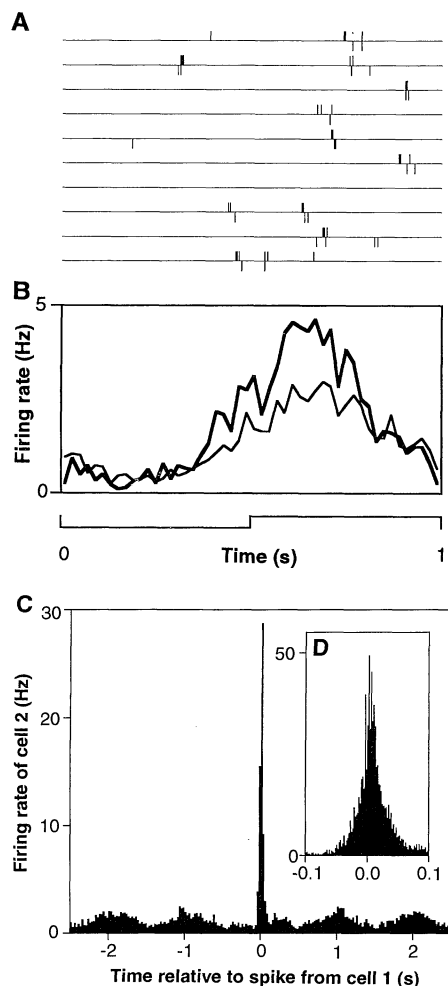 A
B
5
Firing rate (Hz)
0
0
1
Time (s)
C
30
20
10
0
Firing rate of cell 2 (Hz)
D
50
0
-0.1
0.0
0.1
-2
-1
0
1
2
Time relative to spike from cell 1 (s)